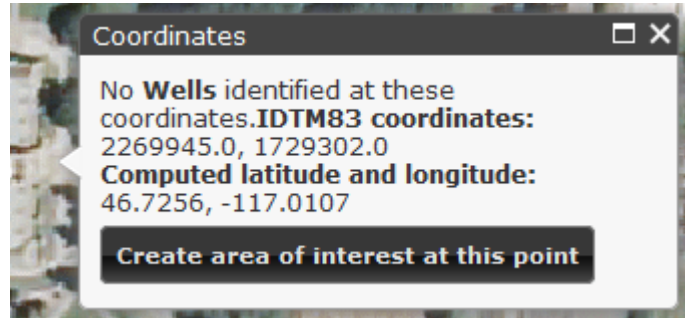 Coordinates
No Wells identified at these
coordinates.IDTM83 coordinates:
2269945.0, 1729302.0
Computed latitude and longitude:
46.7256, -117.0107
Create area of interest at this point